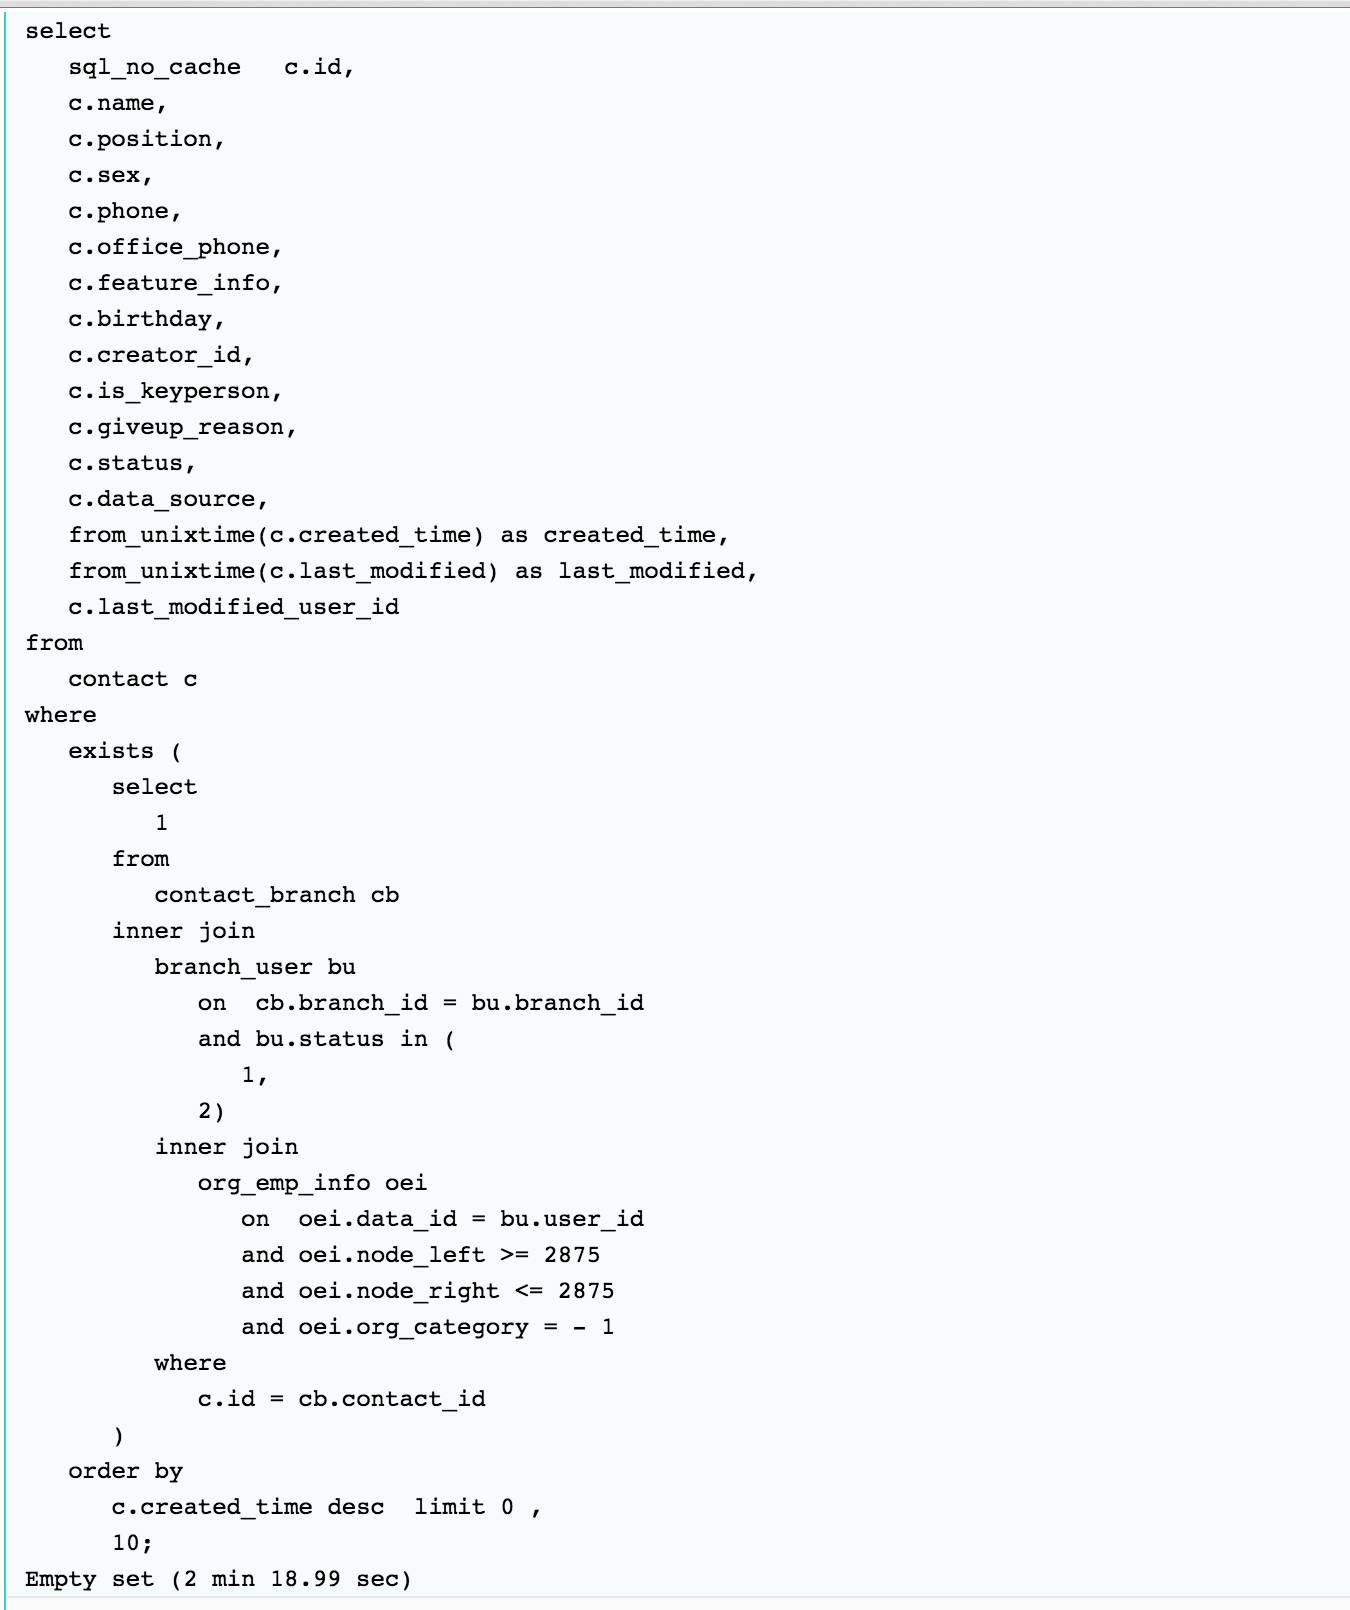 select
   sql_no_cache   c.id,
   c.name,
   c.position,
   c.sex,
   c.phone,
   c.office_phone,
   c.feature_info,
   c.birthday,
   c.creator_id,
   c.is_keyperson,
   c.giveup_reason,
   c.status,
   c.data_source,
   from_unixtime(c.created_time) as created_time,
   from_unixtime(c.last_modified) as last_modified,
   c.last_modified_user_id
from
   contact c
where
   exists (
      select
         1
      from
         contact_branch cb
      inner join
         branch_user bu
            on  cb.branch_id = bu.branch_id
            and bu.status in (
               1,
            2)
         inner join
            org_emp_info oei
               on  oei.data_id = bu.user_id
               and oei.node_left >= 2875
               and oei.node_right <= 2875
               and oei.org_category = - 1
         where
            c.id = cb.contact_id
      )
   order by
      c.created_time desc  limit 0 ,
      10;
Empty set (2 min 18.99 sec)